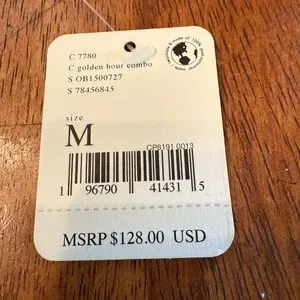 C 7780
C golden hour combo
S OB1500727
S 78456845
size
M
CP8191 0013
1 96790 41431 5
MSRP $128.00 USD